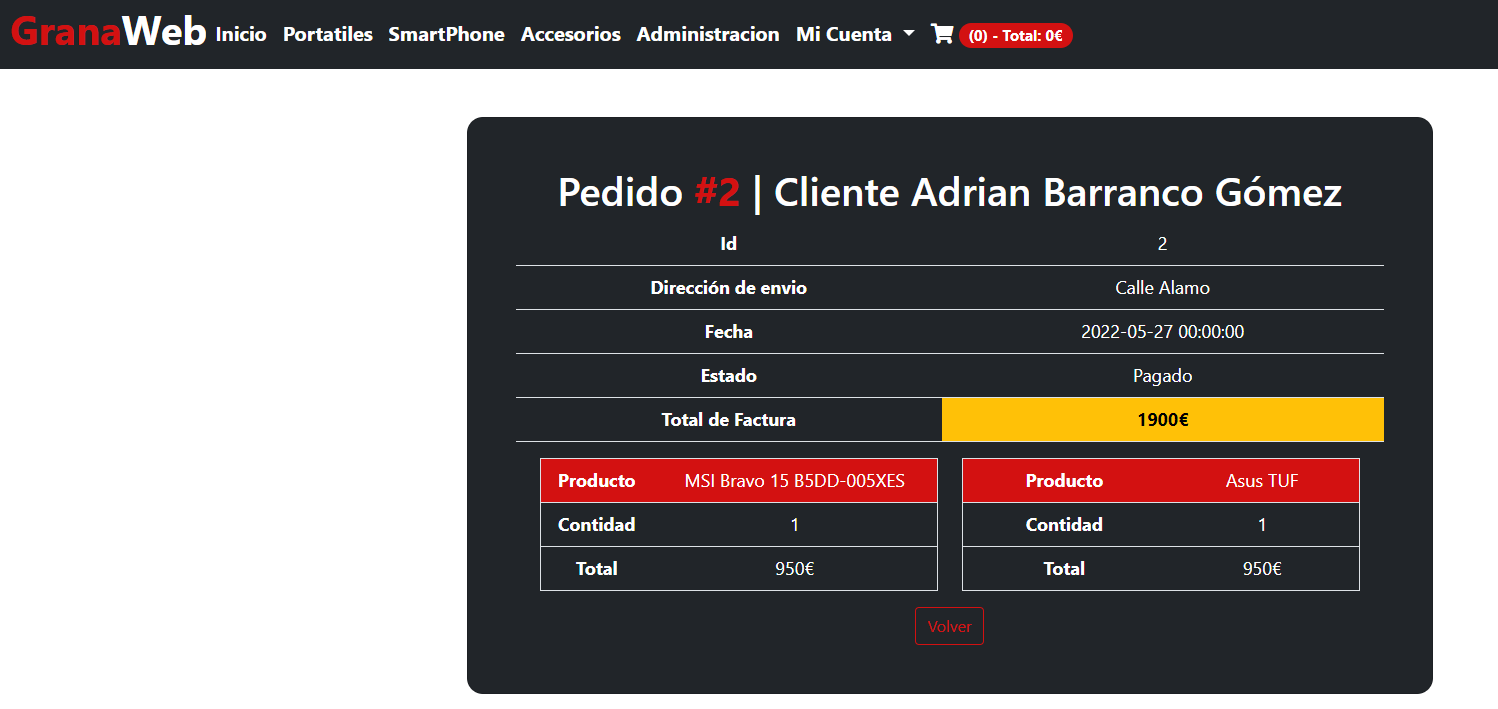 GranaWeb Inicio Portatiles SmartPhone Accesorios Administracion Mi Cuenta (0) - Total: 0€
Pedido #2 | Cliente Adrian Barranco Gómez
Id 2
Dirección de envio Calle Alamo
Fecha 2022-05-27 00:00:00
Estado Pagado
Total de Factura 1900€
Producto MSI Bravo 15 B5DD-005XES
Contidad 1
Total 950€
Producto Asus TUF
Contidad 1
Total 950€
Volver